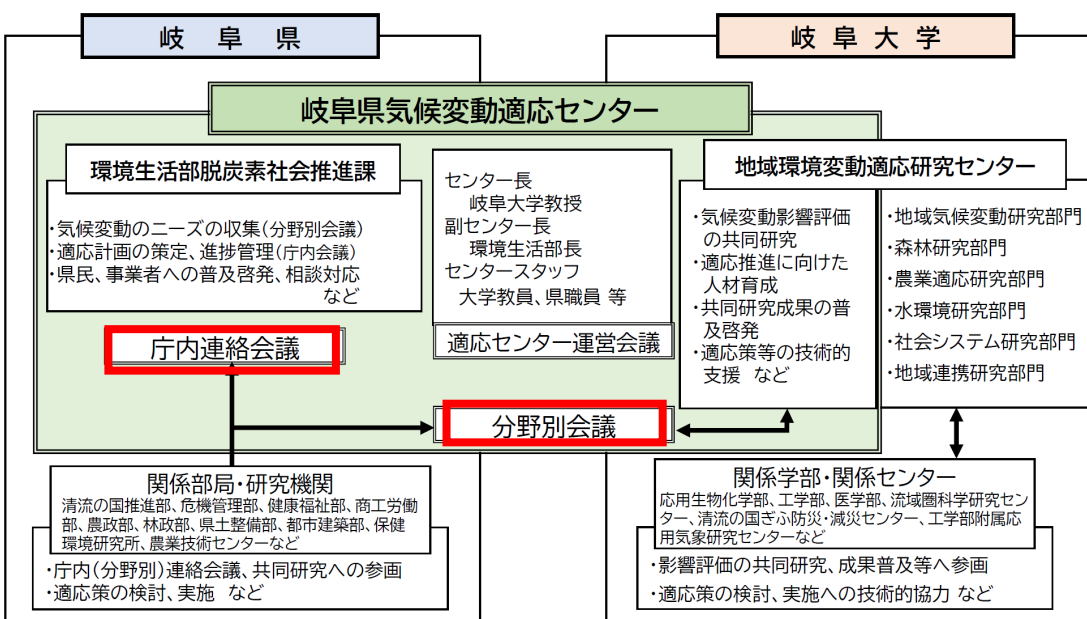 岐 阜 県
岐 阜 大 学
岐阜県気候変動適応センター
環境生活部脱炭素社会推進課
・気候変動のニーズの収集(分野別会議)
・適応計画の策定、進捗管理(庁内会議)
・県民、事業者への普及啓発、相談対応
など
庁内連絡会議
センター長
岐阜大学教授
副センター長
環境生活部長
センタースタッフ
大学教員、県職員 等
適応センター運営会議
分野別会議
地域環境変動適応研究センター
・気候変動影響評価
の共同研究
・適応推進に向けた
人材育成
・共同研究成果の普
及啓発
・適応策等の技術的
支援 など
・地域気候変動研究部門
・森林研究部門
・農業適応研究部門
・水環境研究部門
・社会システム研究部門
・地域連携研究部門
関係部局・研究機関
清流の国推進部、危機管理部、健康福祉部、商工労働
部、農政部、林政部、県土整備部、都市建築部、保健
環境研究所、農業技術センターなど
・庁内(分野別)連絡会議、共同研究への参画
・適応策の検討、実施 など
関係学部・関係センター
応用生物化学部、工学部、医学部、流域圏科学研究セン
ター、清流の国ぎふ防災・減災センター、工学部附属応
用気象研究センターなど
・影響評価の共同研究、成果普及等へ参画
・適応策の検討、実施への技術的協力 など